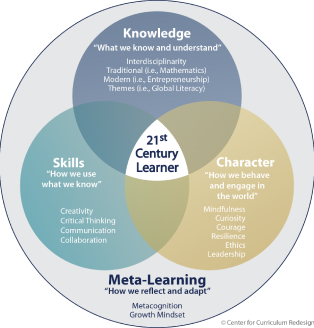 Knowledge
“What we know and understand”
Interdisciplinarity
Traditional (i.e., Mathematics)
Modern (i.e., Entrepreneurship)
Themes (i.e., Global Literacy)
21st
Century
Learner
Skills
“How we use
what we know”
Creativity
Critical Thinking
Communication
Collaboration
Character
“How we behave
and engage in
the world”
Mindfulness
Curiosity
Courage
Resilience
Ethics
Leadership
Meta-Learning
“How we reflect and adapt”
Metacognition
Growth Mindset
© Center for Curriculum Redesign